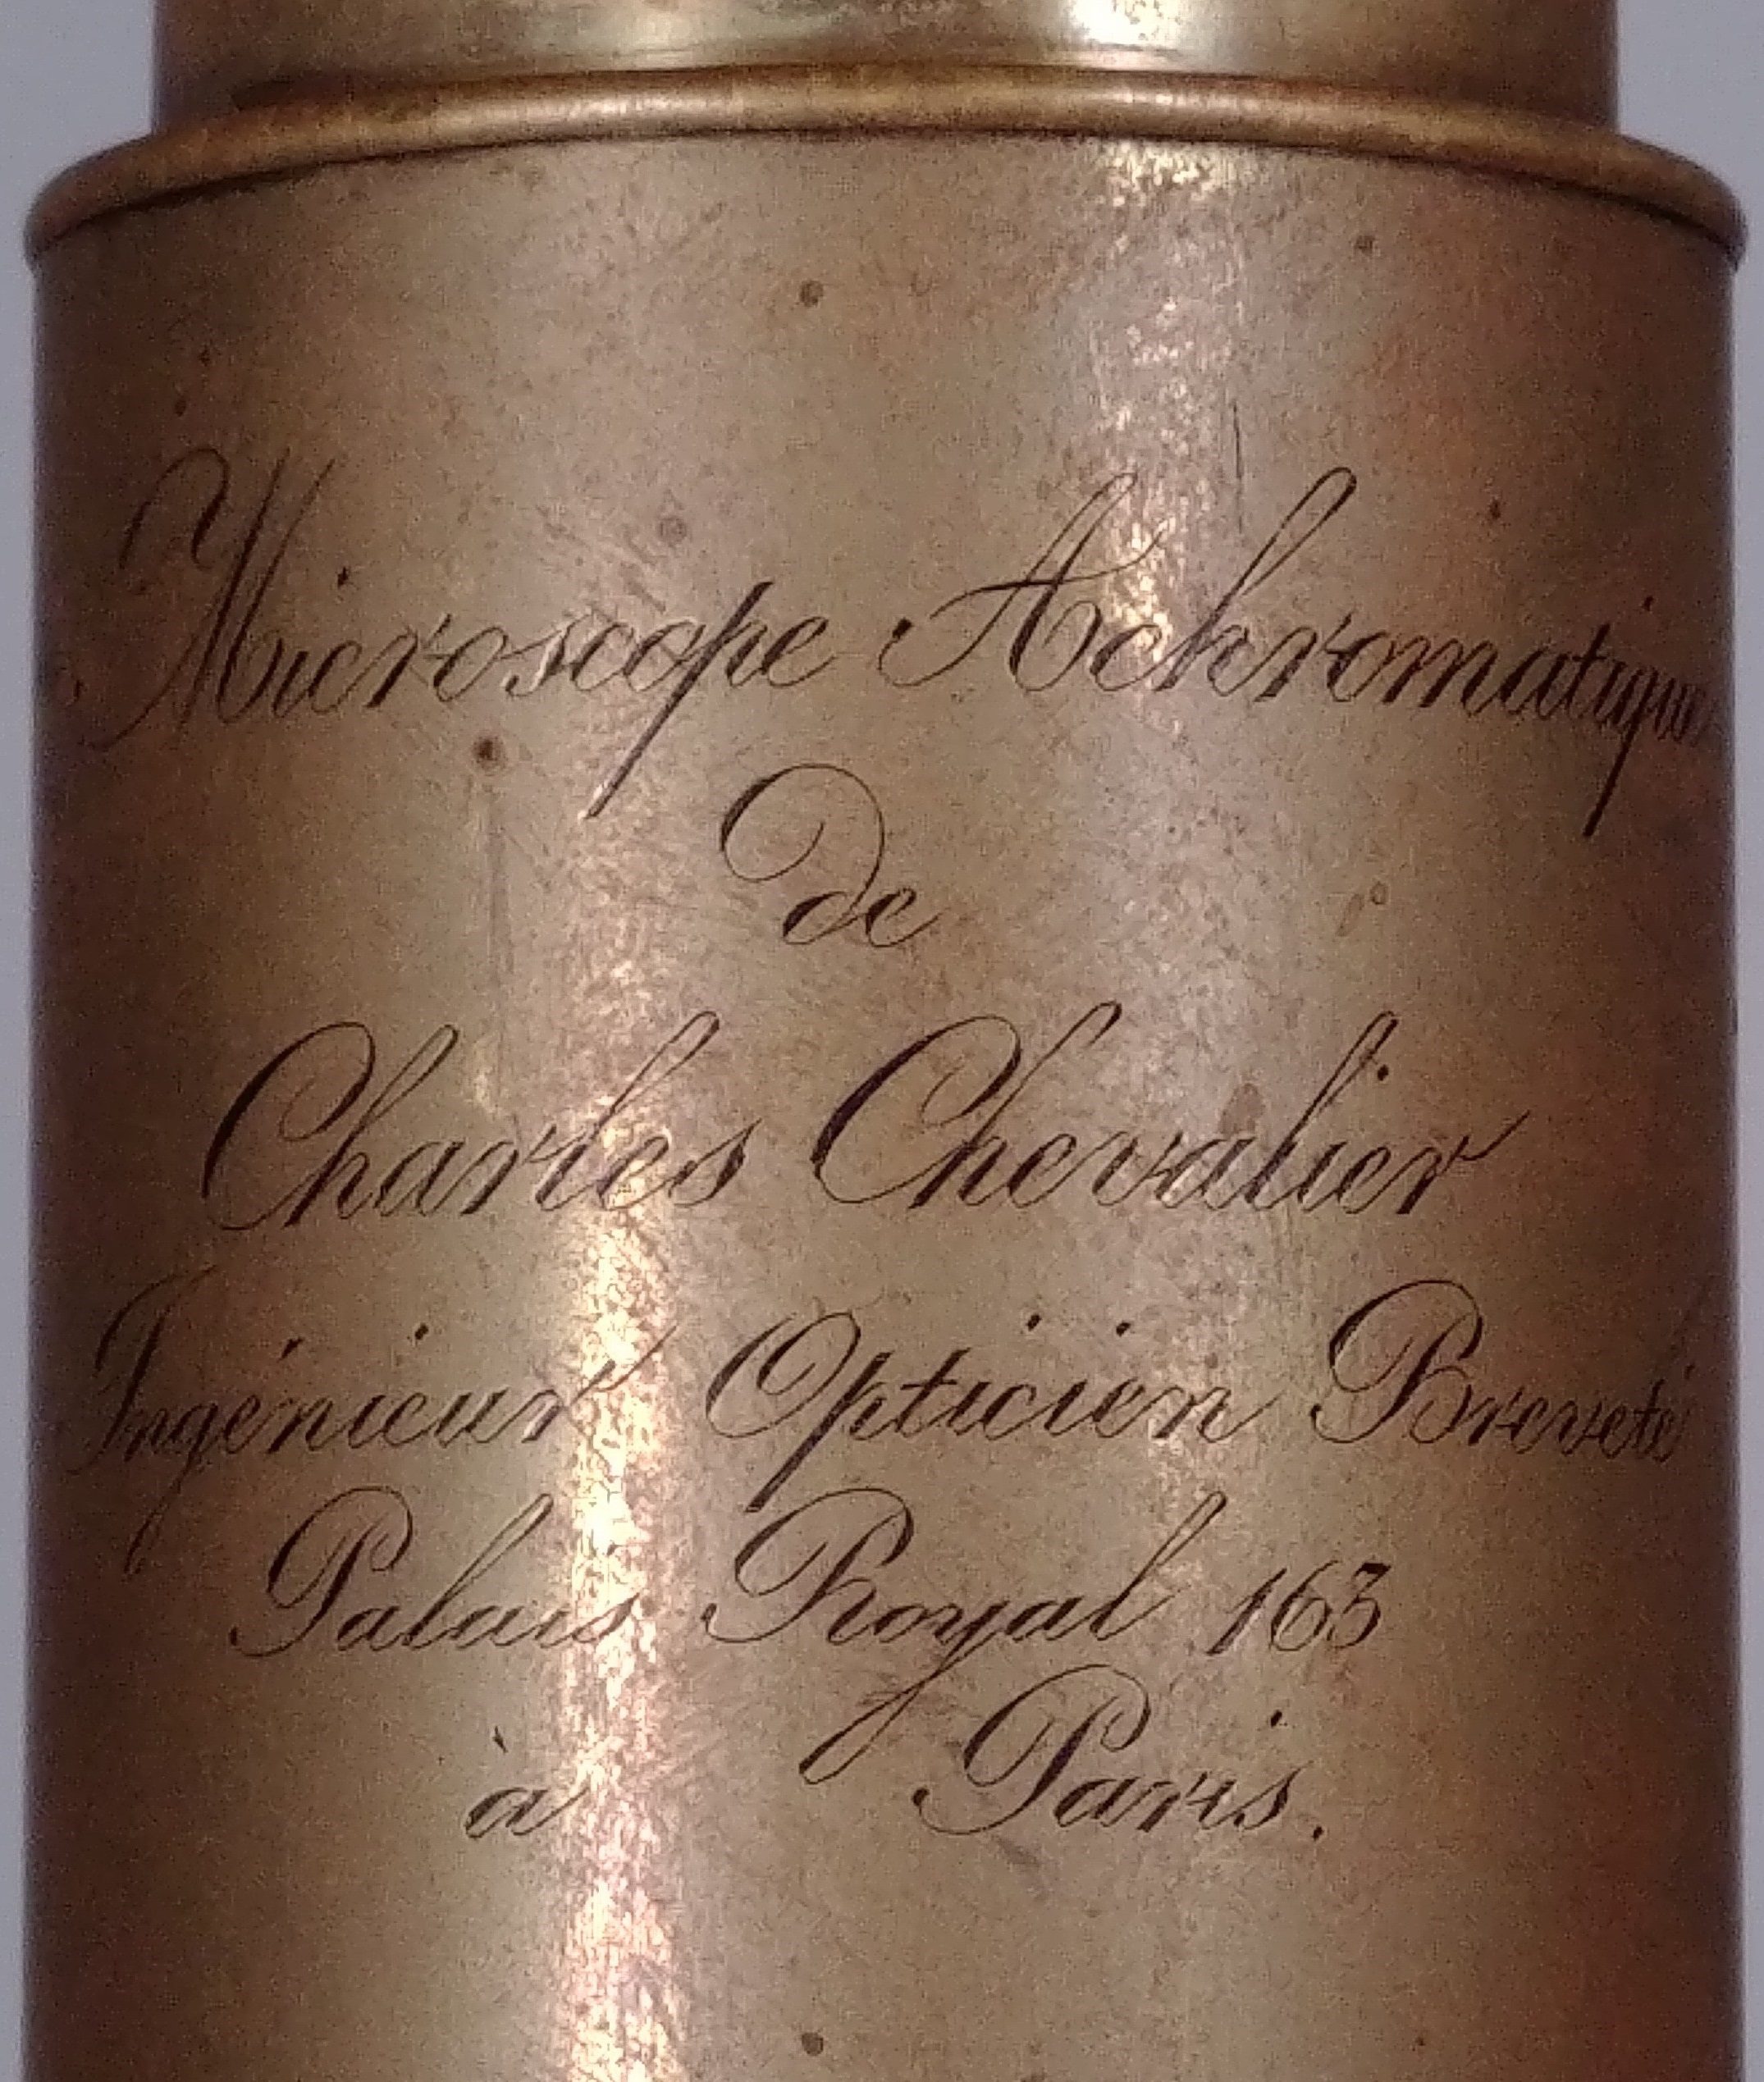 Microscope Achromatique
de
Charles Chevalier
Ingénieur Opticien Breveté
Palais Royal 163
à Paris.